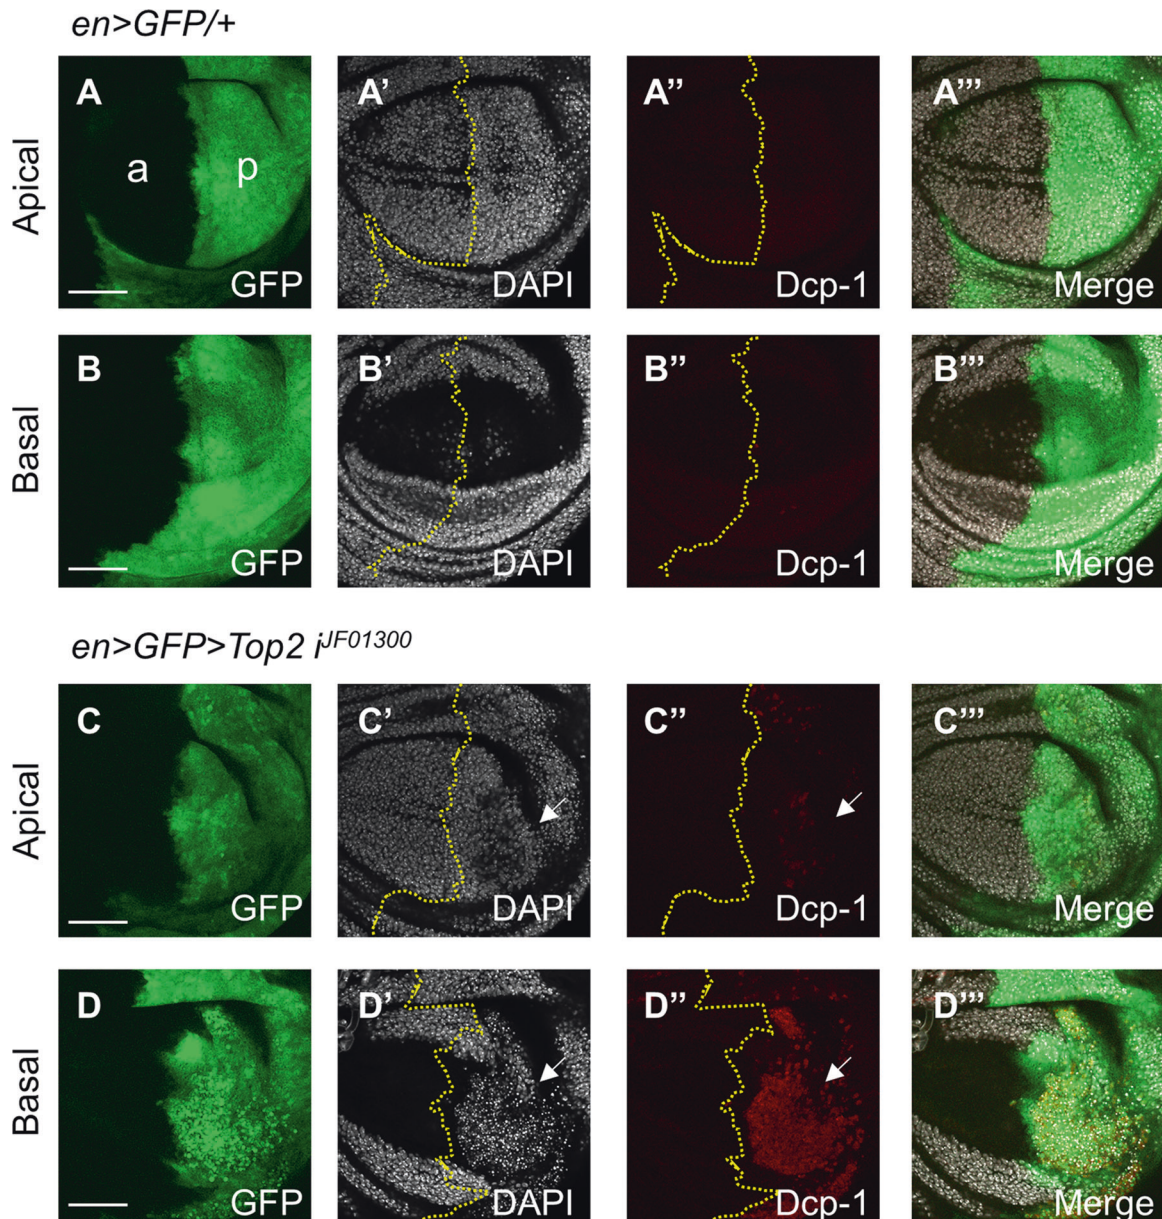 en>GFP/+
Apical
A
a
p
GFP
A’
DAPI
A’’
Dcp-1
A’’’
Merge
Basal
B
GFP
B’
DAPI
B’’
Dcp-1
B’’’
Merge
en>GFP>Top2 i^JF01300
Apical
C
GFP
C’
DAPI
C’’
Dcp-1
C’’’
Merge
Basal
D
GFP
D’
DAPI
D’’
Dcp-1
D’’’
Merge